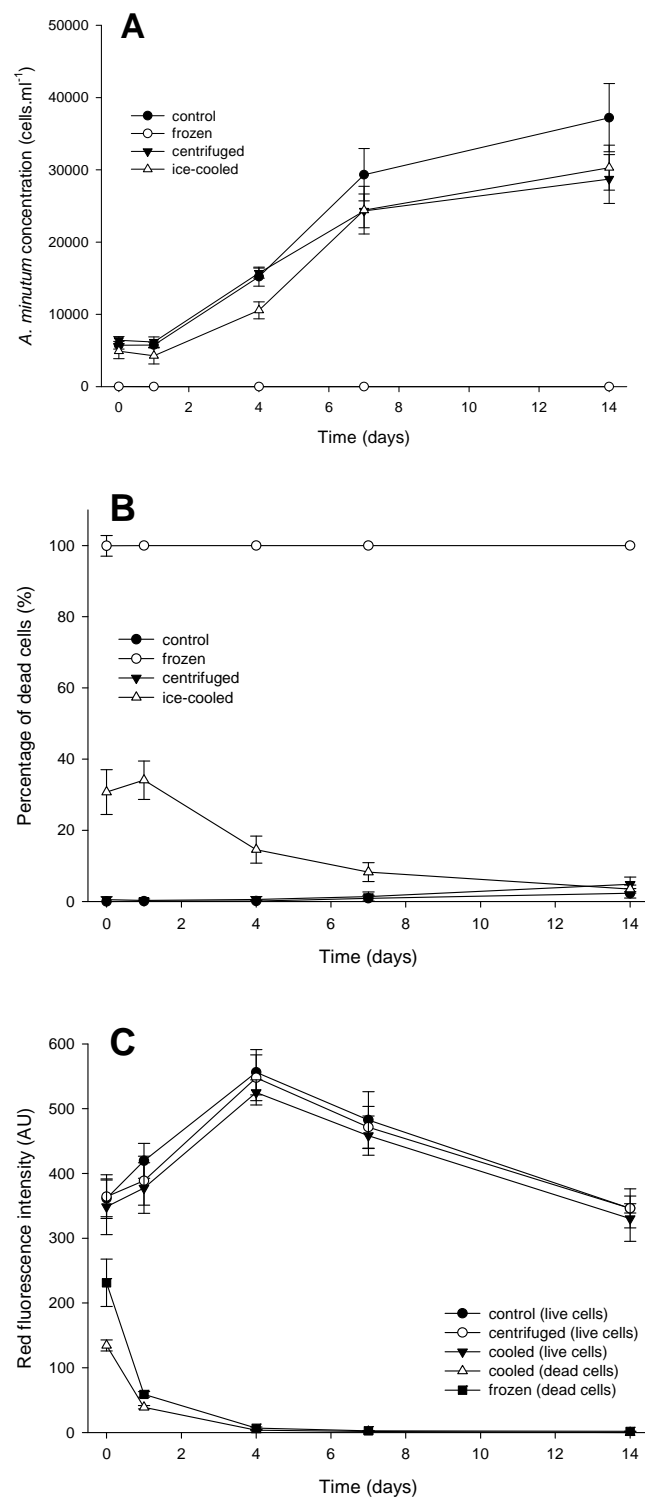 A
50000
40000
30000
20000
10000
0
A. minutum concentration (cells.ml⁻¹)
control
frozen
centrifuged
ice-cooled
0 2 4 6 8 10 12 14
Time (days)
B
100
80
60
40
20
0
Percentage of dead cells (%)
control
frozen
centrifuged
ice-cooled
0 2 4 6 8 10 12 14
Time (days)
C
600
500
400
300
200
100
0
Red fluorescence intensity (AU)
control (live cells)
centrifuged (live cells)
cooled (live cells)
cooled (dead cells)
frozen (dead cells)
0 2 4 6 8 10 12 14
Time (days)